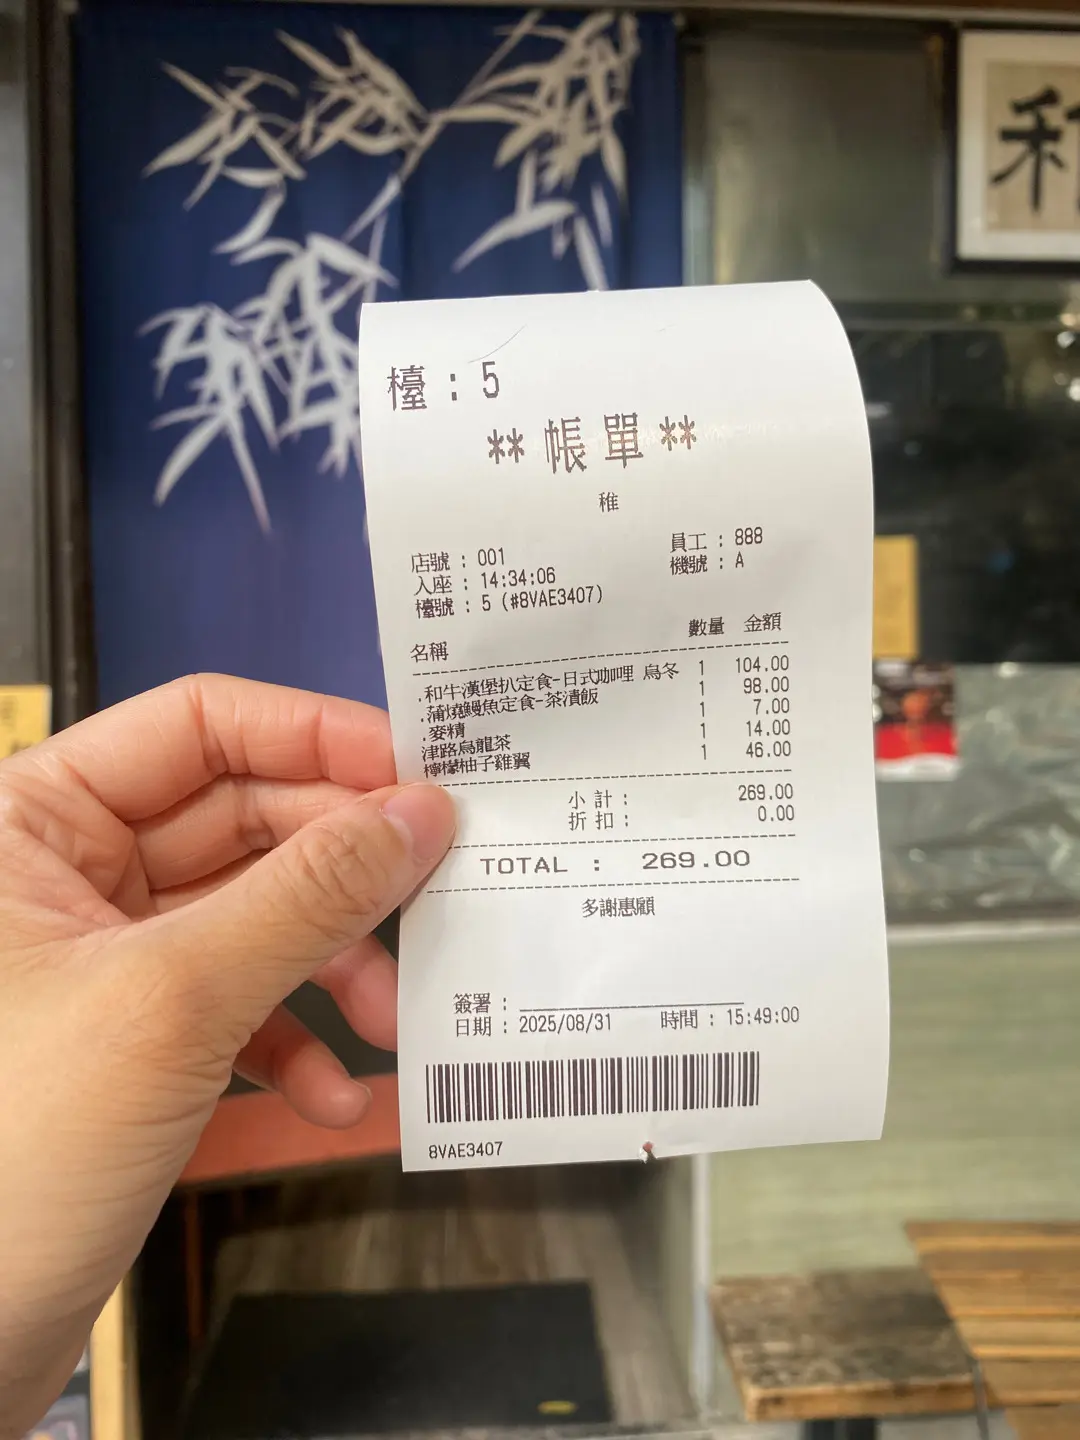 和
檯 : 5
** 帳單 **
稚
店號 : 001 員工 : 888
入座 : 14:34:06 機號 : A
檯號 : 5 (#8VAE3407)
名稱 數量 金額
.和牛漢堡扒定食-日式咖哩 烏冬 1 104.00
.蒲燒鰻魚定食-茶漬飯 1 98.00
.麥精 1 7.00
津路烏龍茶 1 14.00
檸檬柚子雞翼 1 46.00
小計 : 269.00
折扣 : 0.00
TOTAL : 269.00
多謝惠顧
簽署 :
日期 : 2025/08/31 時間 : 15:49:00
8VAE3407